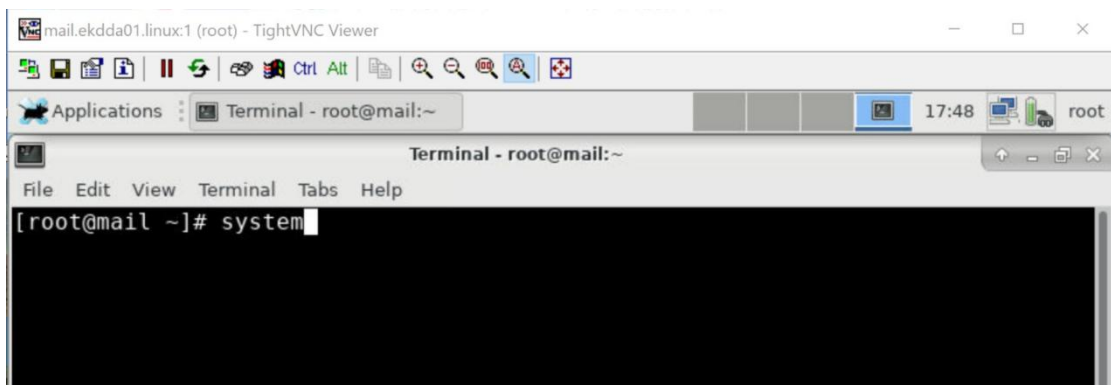 mail.ekdda01.linux:1 (root) - TightVNC Viewer
Ctrl Alt
Applications Terminal - root@mail:~ 17:48 root
Terminal - root@mail:~
File Edit View Terminal Tabs Help
[root@mail ~]# system